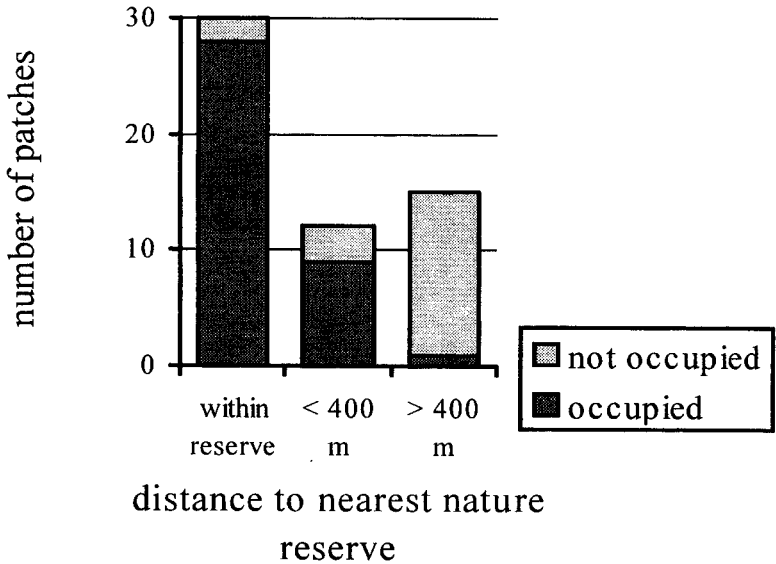 number of patches
30
20
10
0
within reserve
< 400 m
> 400 m
distance to nearest nature
reserve
not occupied
occupied